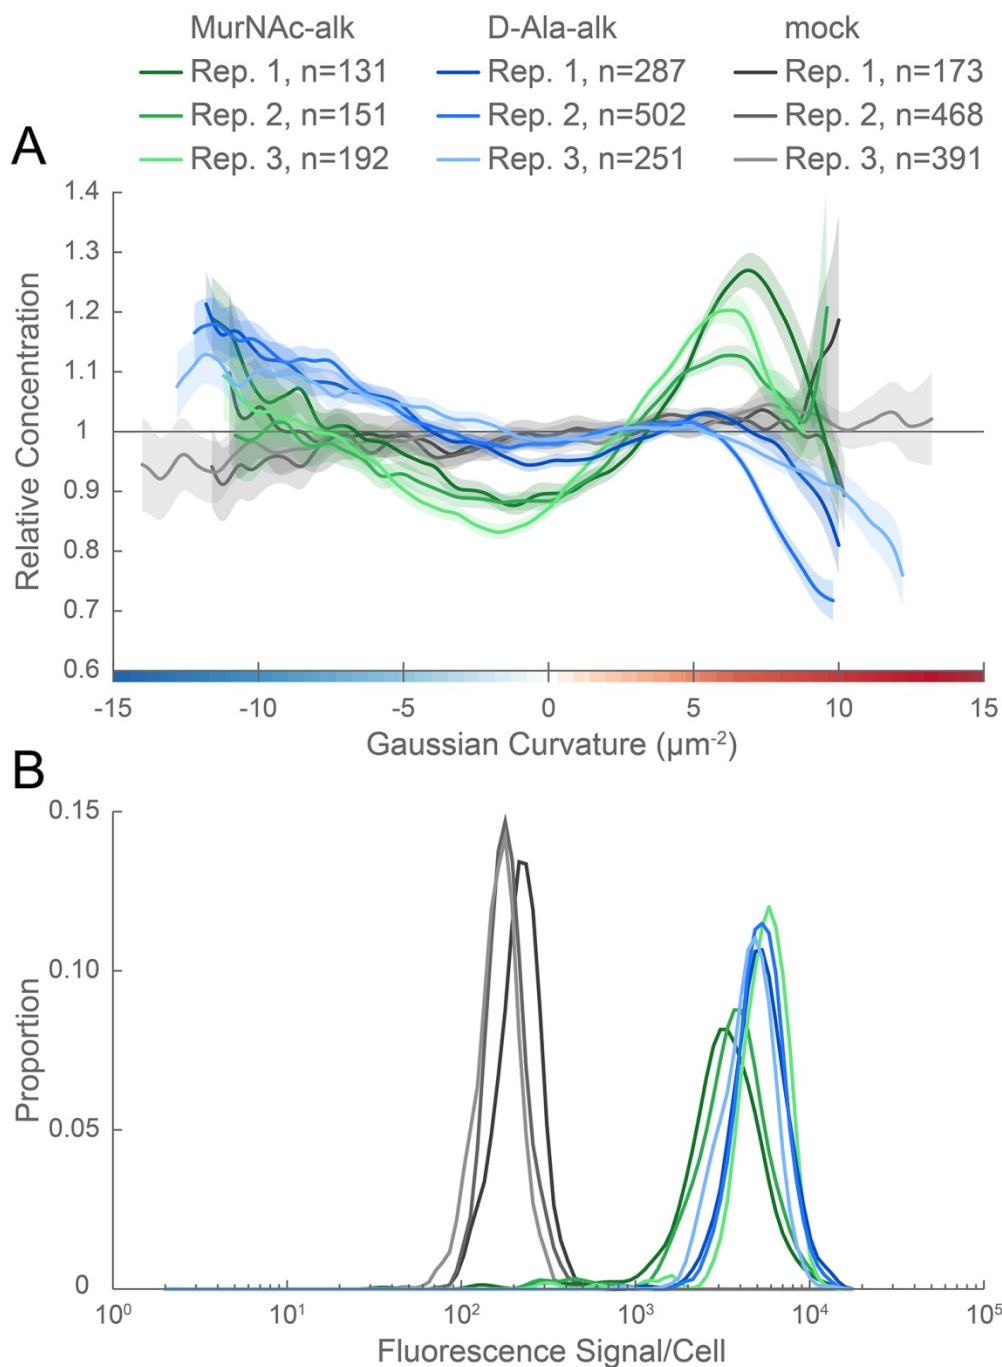 MurNAc-alk D-Ala-alk mock
Rep. 1, n=131 Rep. 1, n=287 Rep. 1, n=173
Rep. 2, n=151 Rep. 2, n=502 Rep. 2, n=468
Rep. 3, n=192 Rep. 3, n=251 Rep. 3, n=391
A
Relative Concentration
1.4
1.3
1.2
1.1
1
0.9
0.8
0.7
0.6
-15 -10 -5 0 5 10 15
Gaussian Curvature (µm⁻²)
B
Proportion
0.15
0.10
0.05
0
10⁰ 10¹ 10² 10³ 10⁴ 10⁵
Fluorescence Signal/Cell